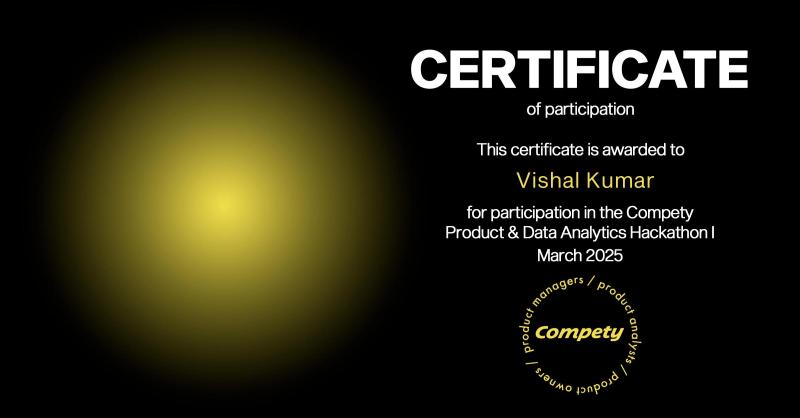 CERTIFICATE
of participation
This certificate is awarded to
Vishal Kumar
for participation in the Compety
Product & Data Analytics Hackathon I
March 2025
product managers / product analysts / product owners /
Compety